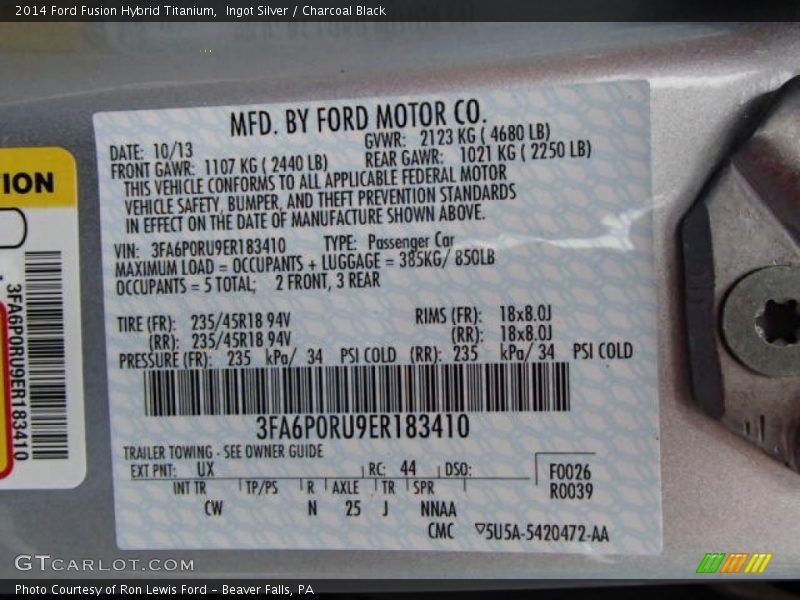 2014 Ford Fusion Hybrid Titanium,  Ingot Silver / Charcoal Black
MFD. BY FORD MOTOR CO.
DATE: 10/13 GVWR: 2123 KG ( 4680 LB)
FRONT GAWR: 1107 KG ( 2440 LB) REAR GAWR: 1021 KG ( 2250 LB)
THIS VEHICLE CONFORMS TO ALL APPLICABLE FEDERAL MOTOR
VEHICLE SAFETY, BUMPER, AND THEFT PREVENTION STANDARDS
IN EFFECT ON THE DATE OF MANUFACTURE SHOWN ABOVE.
VIN: 3FA6P0RU9ER183410 TYPE: Passenger Car
MAXIMUM LOAD = OCCUPANTS + LUGGAGE = 385KG/ 850LB
OCCUPANTS = 5 TOTAL; 2 FRONT, 3 REAR
TIRE (FR): 235/45R18 94V RIMS (FR): 18x8.0J
(RR): 235/45R18 94V (RR): 18x8.0J
PRESSURE (FR): 235 kPa/ 34 PSI COLD (RR): 235 kPa/ 34 PSI COLD
3FA6P0RU9ER183410
TRAILER TOWING - SEE OWNER GUIDE
EXT PNT: UX RC: 44 DSO: F0026
R0039
INT TR TP/PS R AXLE TR SPR
CW N 25 J NNAA
CMC ▽5U5A-5420472-AA
TION
3FA6P0RU9ER183410
GTCARLOT.COM
Photo Courtesy of Ron Lewis Ford – Beaver Falls, PA